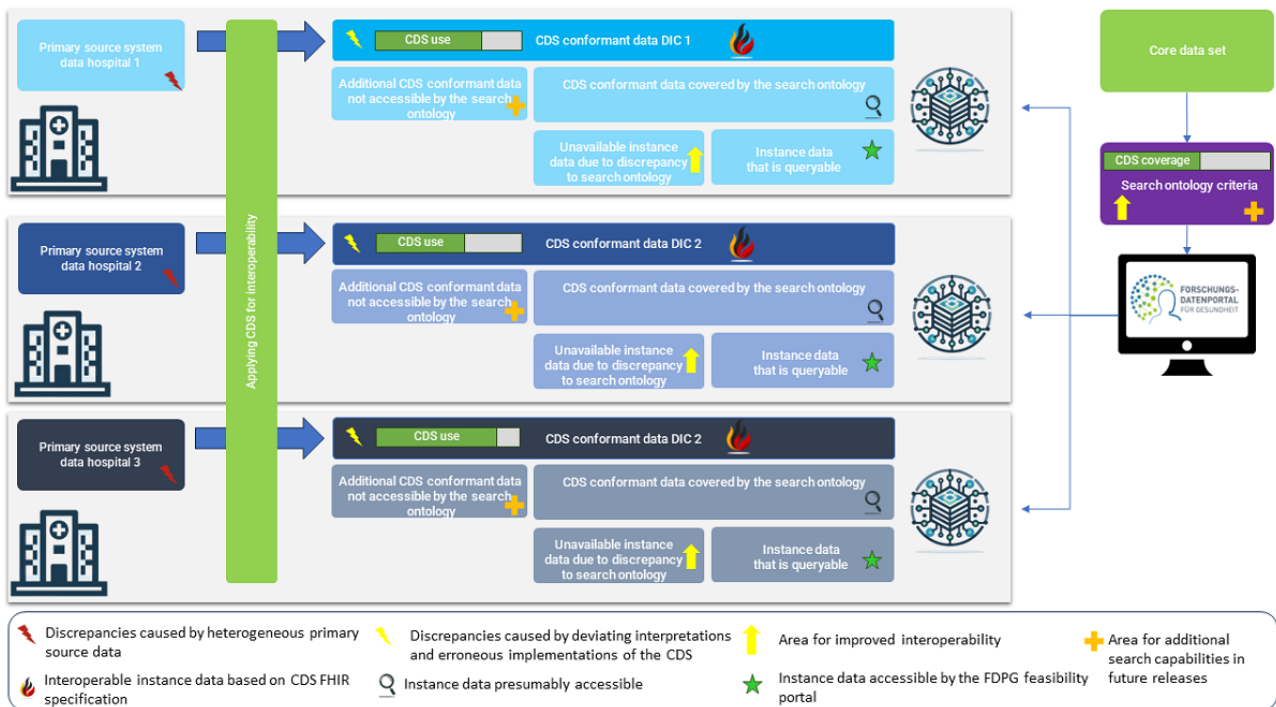 Primary source system
data hospital 1
CDS use
CDS conformant data DIC 1
Additional CDS conformant data
not accessible by the search
ontology
CDS conformant data covered by the search ontology
Unavailable instance
data due to discrepancy
to search ontology
Instance data
that is queryable
Applying CDS for interoperability
Primary source system
data hospital 2
CDS use
CDS conformant data DIC 2
Additional CDS conformant data
not accessible by the search
ontology
CDS conformant data covered by the search ontology
Unavailable instance
data due to discrepancy
to search ontology
Instance data
that is queryable
Primary source system
data hospital 3
CDS use
CDS conformant data DIC 2
Additional CDS conformant data
not accessible by the search
ontology
CDS conformant data covered by the search ontology
Unavailable instance
data due to discrepancy
to search ontology
Instance data
that is queryable
Core data set
CDS coverage
Search ontology criteria
FORSCHUNGS-
DATENPORTAL
FÜR GESUNDHEIT
Discrepancies caused by heterogeneous primary
source data
Discrepancies caused by deviating interpretations
and erroneous implementations of the CDS
Area for improved interoperability
Area for additional
search capabilities in
future releases
Interoperable instance data based on CDS FHIR
specification
Instance data presumably accessible
Instance data accessible by the FDPG feasibility
portal